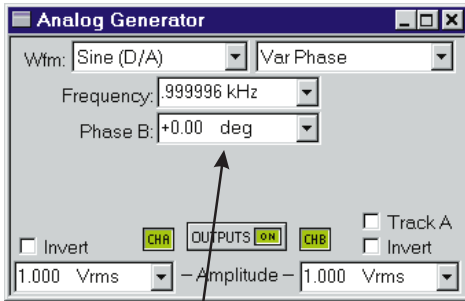 Analog Generator
Wfm: Sine (D/A) Var Phase
Frequency: .999996 kHz
Phase B: +0.00 deg
Track A
Invert CHA OUTPUTS ON CHB Invert
1.000 Vrms – Amplitude – 1.000 Vrms